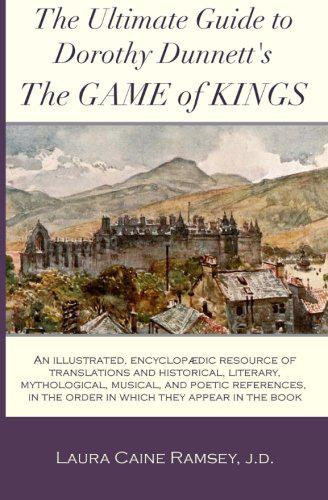 The Ultimate Guide to
Dorothy Dunnett's
The GAME of KINGS
AN ILLUSTRATED, ENCYCLOPÆDIC RESOURCE OF
TRANSLATIONS AND HISTORICAL, LITERARY,
MYTHOLOGICAL, MUSICAL, AND POETIC REFERENCES,
IN THE ORDER IN WHICH THEY APPEAR IN THE BOOK
LAURA CAINE RAMSEY, J.D.